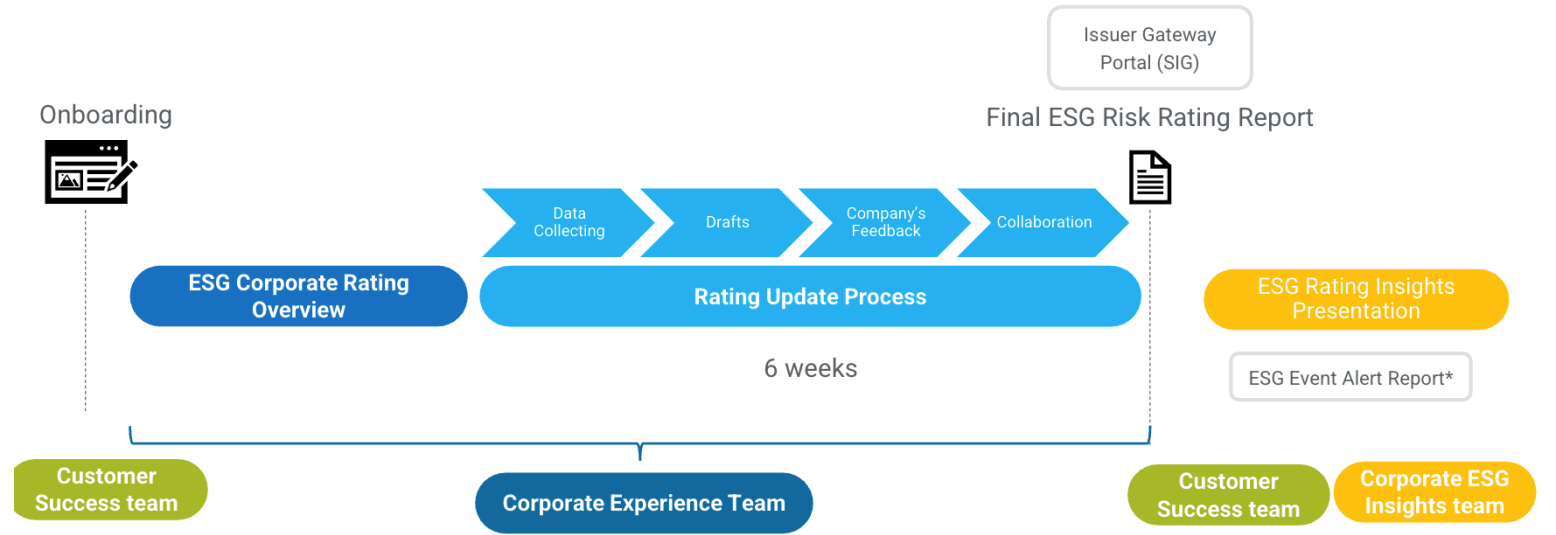 Issuer Gateway
Portal (SIG)
Onboarding
Final ESG Risk Rating Report
Data
Collecting
Drafts
Company’s
Feedback
Collaboration
ESG Corporate Rating
Overview
Rating Update Process
ESG Rating Insights
Presentation
6 weeks
ESG Event Alert Report*
Customer
Success team
Corporate Experience Team
Customer
Success team
Corporate ESG
Insights team